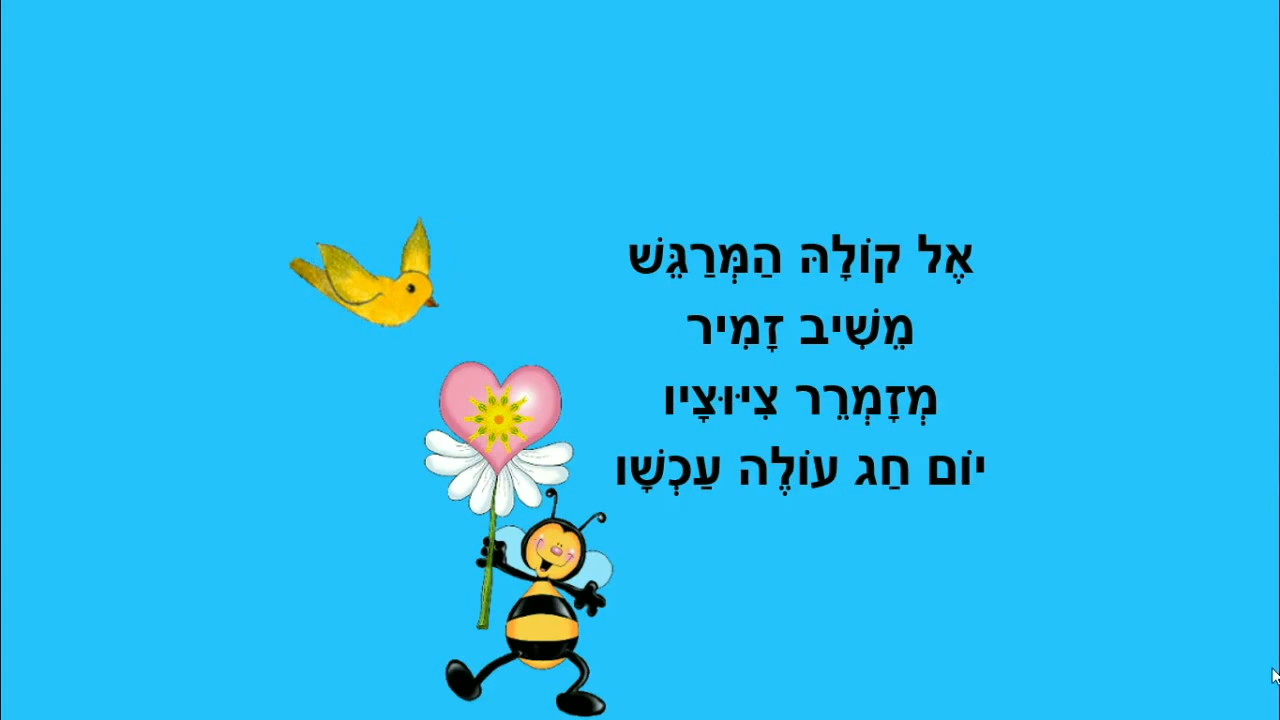 אֶל קוֹלָהּ הַמְּרַגֵּשׁ
מֵשִׁיב זָמִיר
מְזָמְרֵר צִיּוּצָיו
יוֹם חַג עוֹלֶה עַכְשָׁו